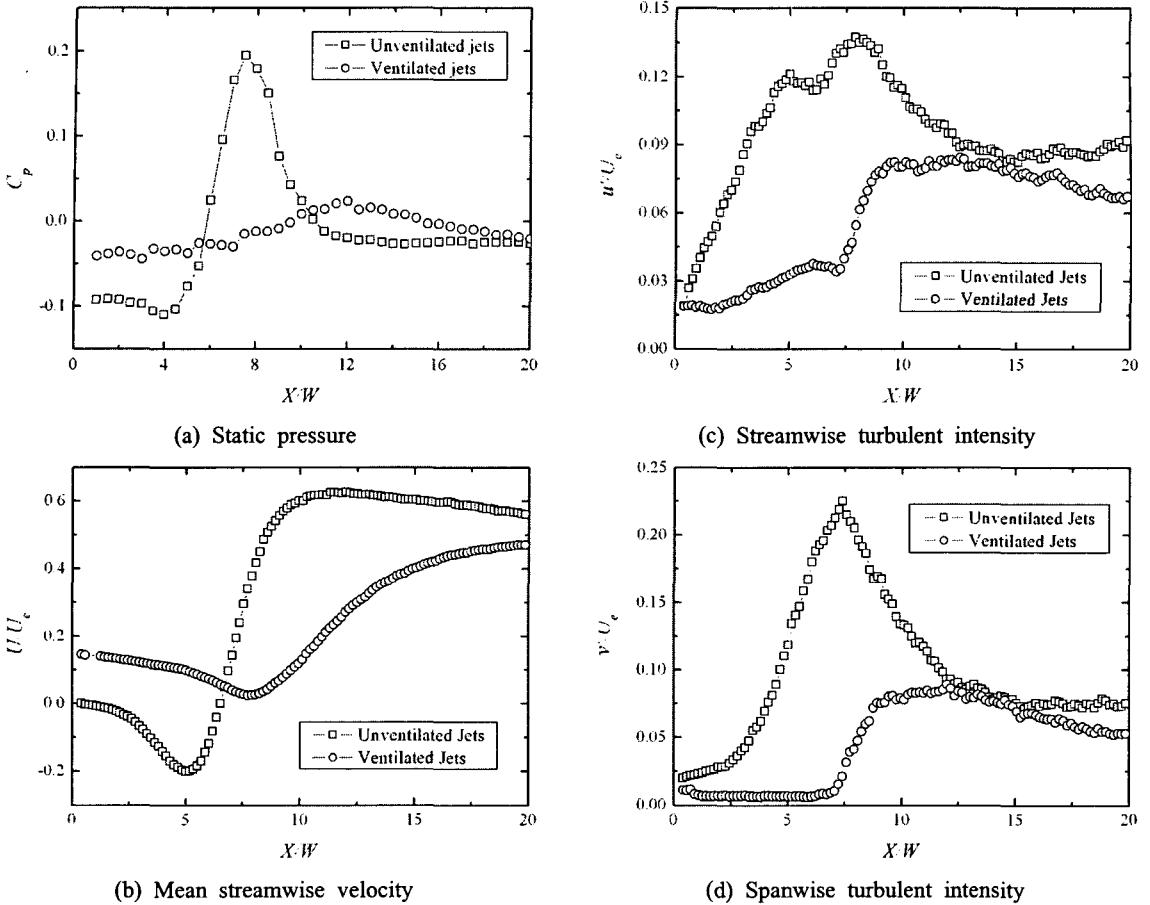 0.2
0.1
0.0
-0.1
0
4
8
12
16
20
C_p
X/W
Unventilated jets
Ventilated jets
(a) Static pressure
0.15
0.12
0.09
0.06
0.03
0.00
0
5
10
15
20
u'/U_e
X/W
Unventilated Jets
Ventilated Jets
(c) Streamwise turbulent intensity
0.6
0.4
0.2
0.0
-0.2
0
5
10
15
20
U/U_e
X/W
Unventilated Jets
Ventilated Jets
(b) Mean streamwise velocity
0.25
0.20
0.15
0.10
0.05
0.00
0
5
10
15
20
v'/U_e
X/W
Unventilated Jets
Ventilated Jets
(d) Spanwise turbulent intensity